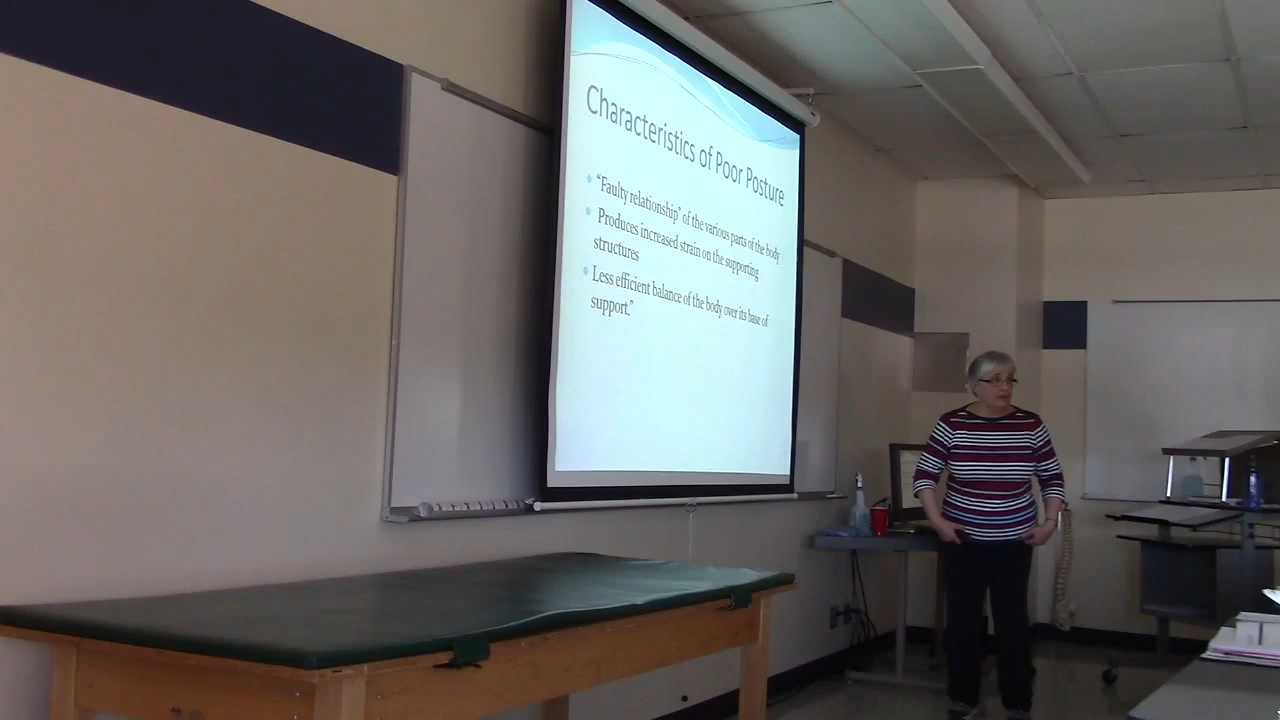 Characteristics of Poor Posture
“Faulty relationship” of the various parts of the body
Produces increased strain on the supporting
structures
Less efficient balance of the body over its base of
support.”